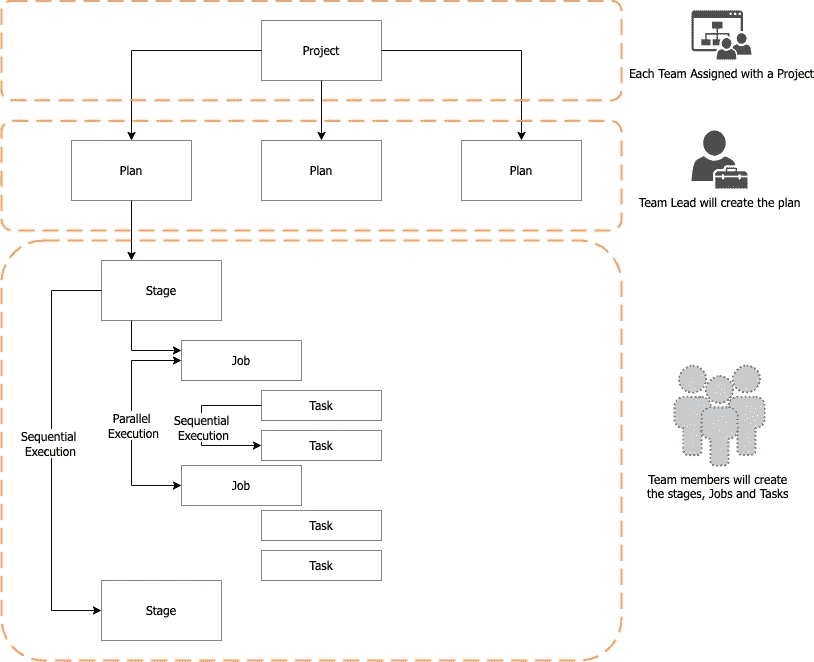 Project
Each Team Assigned with a Project
Plan
Plan
Plan
Team Lead will create the plan
Stage
Job
Task
Parallel
Execution
Sequential
Execution
Sequential
Execution
Task
Job
Team members will create
the stages, Jobs and Tasks
Task
Task
Stage